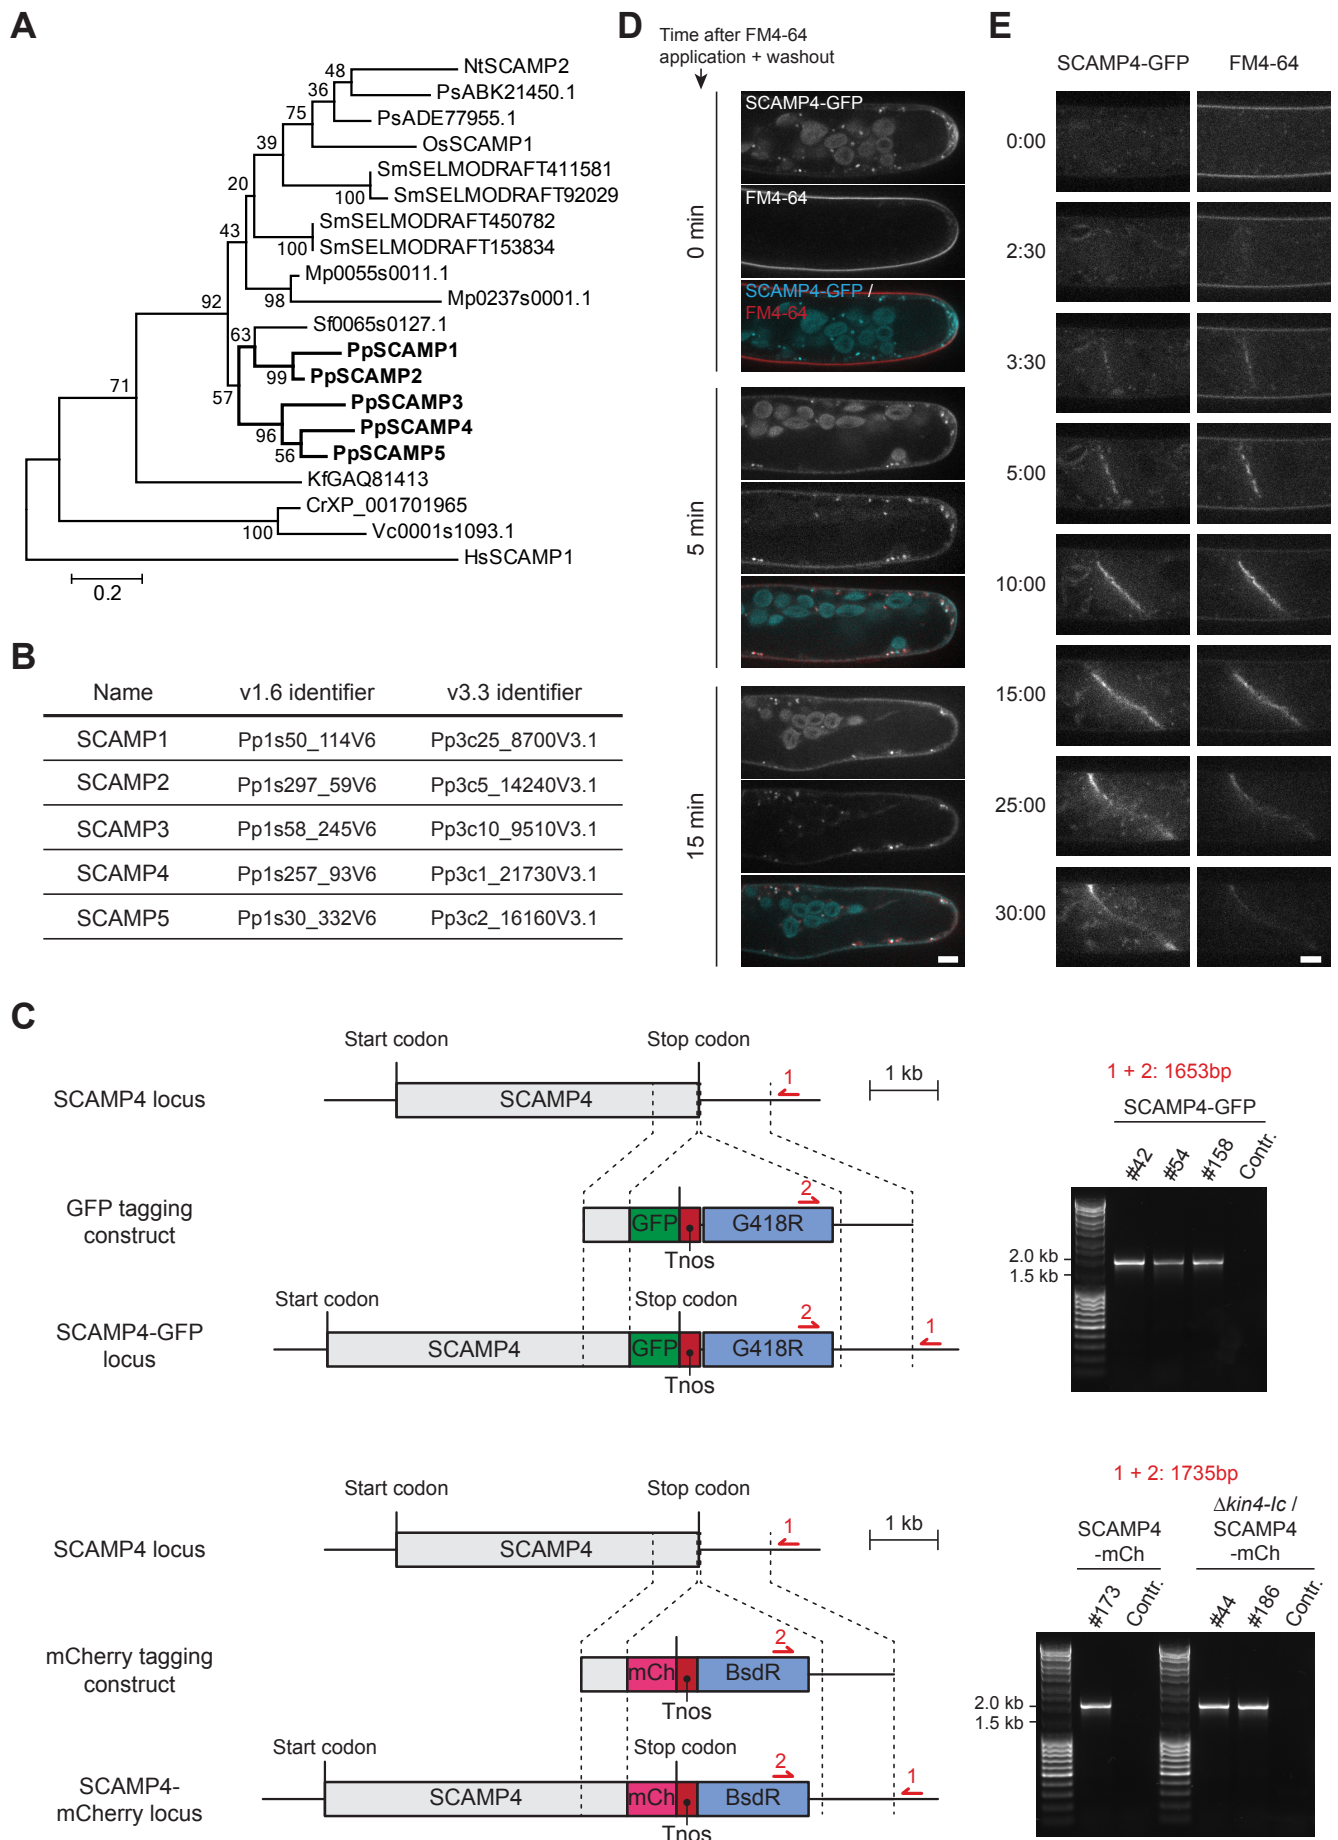 A
NtSCAMP2
PsABK21450.1
PsADE77955.1
OsSCAMP1
SmSELMODRAFT411581
SmSELMODRAFT92029
SmSELMODRAFT450782
SmSELMODRAFT153834
Mp0055s0011.1
Mp0237s0001.1
Sf0065s0127.1
PpSCAMP1
PpSCAMP2
PpSCAMP3
PpSCAMP4
PpSCAMP5
KfGAQ81413
CrXP_001701965
Vc0001s1093.1
HsSCAMP1
48
36
75
39
100
20
100
43
98
92
63
99
57
96
56
71
100
0.2
B
Name v1.6 identifier v3.3 identifier
SCAMP1 Pp1s50_114V6 Pp3c25_8700V3.1
SCAMP2 Pp1s297_59V6 Pp3c5_14240V3.1
SCAMP3 Pp1s58_245V6 Pp3c10_9510V3.1
SCAMP4 Pp1s257_93V6 Pp3c1_21730V3.1
SCAMP5 Pp1s30_332V6 Pp3c2_16160V3.1
D
Time after FM4-64
application + washout
SCAMP4-GFP
FM4-64
SCAMP4-GFP /
FM4-64
0 min
5 min
15 min
E
SCAMP4-GFP FM4-64
0:00
2:30
3:30
5:00
10:00
15:00
25:00
30:00
C
Start codon Stop codon
SCAMP4 locus
SCAMP4
1
1 kb
GFP tagging
construct
GFP
G418R
2
Tnos
Start codon Stop codon
SCAMP4-GFP
locus
SCAMP4
GFP
G418R
2
1
Tnos
1 + 2: 1653bp
SCAMP4-GFP
#42 #54 #158 Contr.
2.0 kb
1.5 kb
Start codon Stop codon
SCAMP4 locus
SCAMP4
1
1 kb
mCherry tagging
construct
mCh
BsdR
2
Tnos
Start codon Stop codon
SCAMP4-
mCherry locus
SCAMP4
mCh
BsdR
2
1
Tnos
1 + 2: 1735bp
SCAMP4
-mCh
Δkin4-Ic /
SCAMP4
-mCh
#173 Contr. #44 #186 Contr.
2.0 kb
1.5 kb